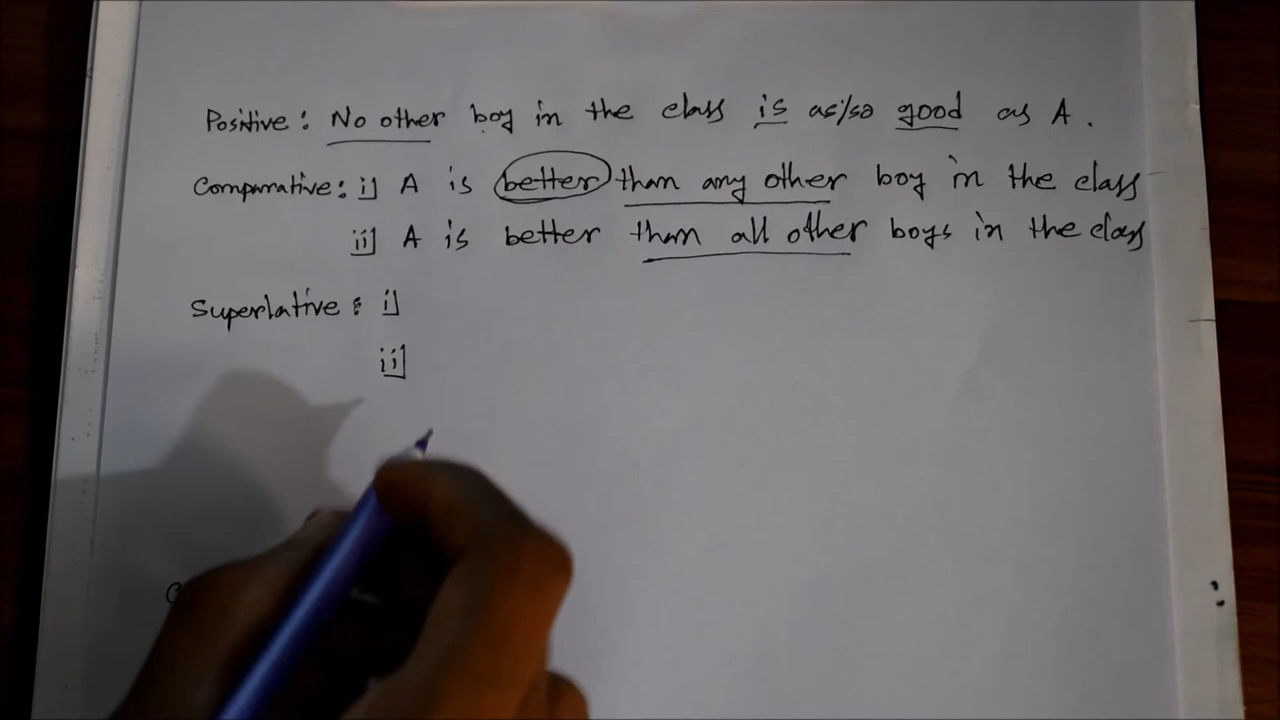 Positive: No other boy in the class is as/so good as A.
Comparative: i] A is better than any other boy in the class
ii] A is better than all other boys in the class
Superlative: i]
ii]